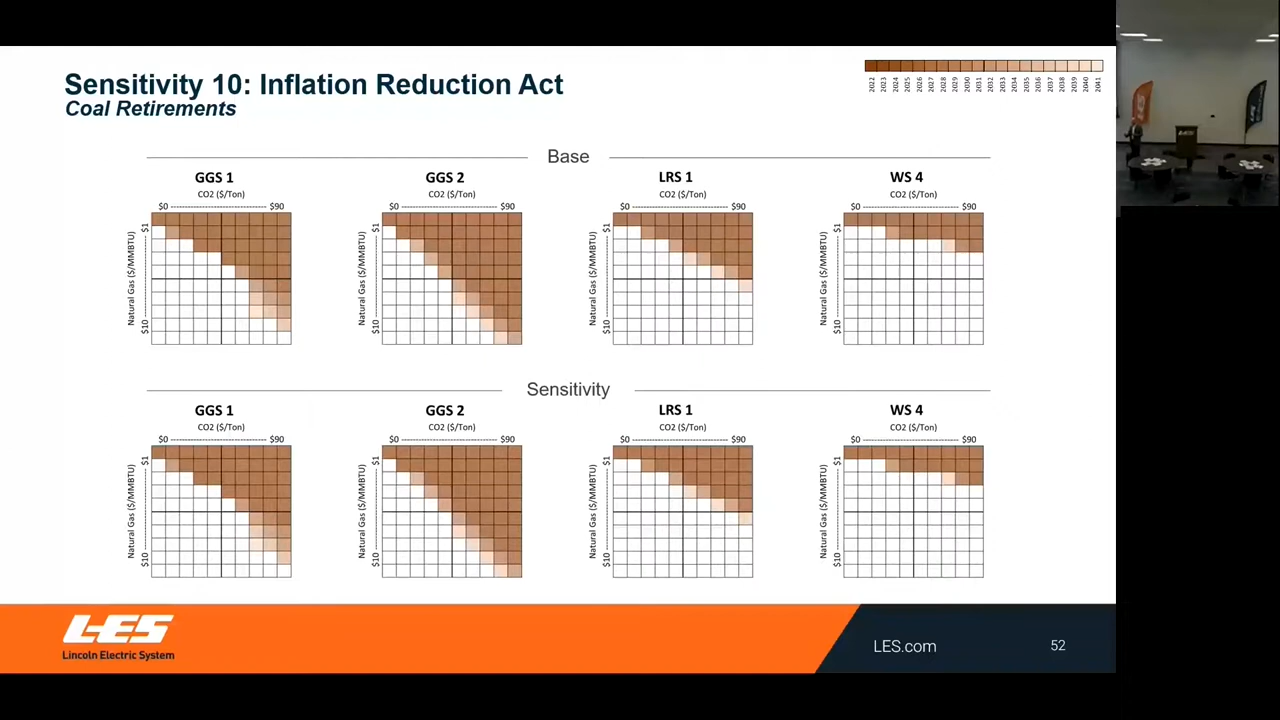 Sensitivity 10: Inflation Reduction Act
Coal Retirements
2022 2023 2024 2025 2026 2027 2028 2029 2030 2031 2032 2033 2034 2035 2036 2037 2038 2039 2040 2041
Base
GGS 1 GGS 2 LRS 1 WS 4
CO2 ($/Ton) CO2 ($/Ton) CO2 ($/Ton) CO2 ($/Ton)
$0 $90 $0 $90 $0 $90 $0 $90
Natural Gas ($/MMBTU) Natural Gas ($/MMBTU) Natural Gas ($/MMBTU) Natural Gas ($/MMBTU)
$1 $10 $1 $10 $1 $10 $1 $10
Sensitivity
GGS 1 GGS 2 LRS 1 WS 4
CO2 ($/Ton) CO2 ($/Ton) CO2 ($/Ton) CO2 ($/Ton)
$0 $90 $0 $90 $0 $90 $0 $90
Natural Gas ($/MMBTU) Natural Gas ($/MMBTU) Natural Gas ($/MMBTU) Natural Gas ($/MMBTU)
$1 $10 $1 $10 $1 $10 $1 $10
LES
Lincoln Electric System
LES.com 52
LES